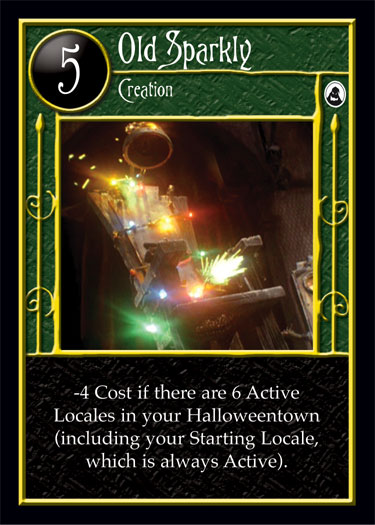 5
Old Sparkly
Creation
-4 Cost if there are 6 Active
Locales in your Halloweentown
(including your Starting Locale,
which is always Active).